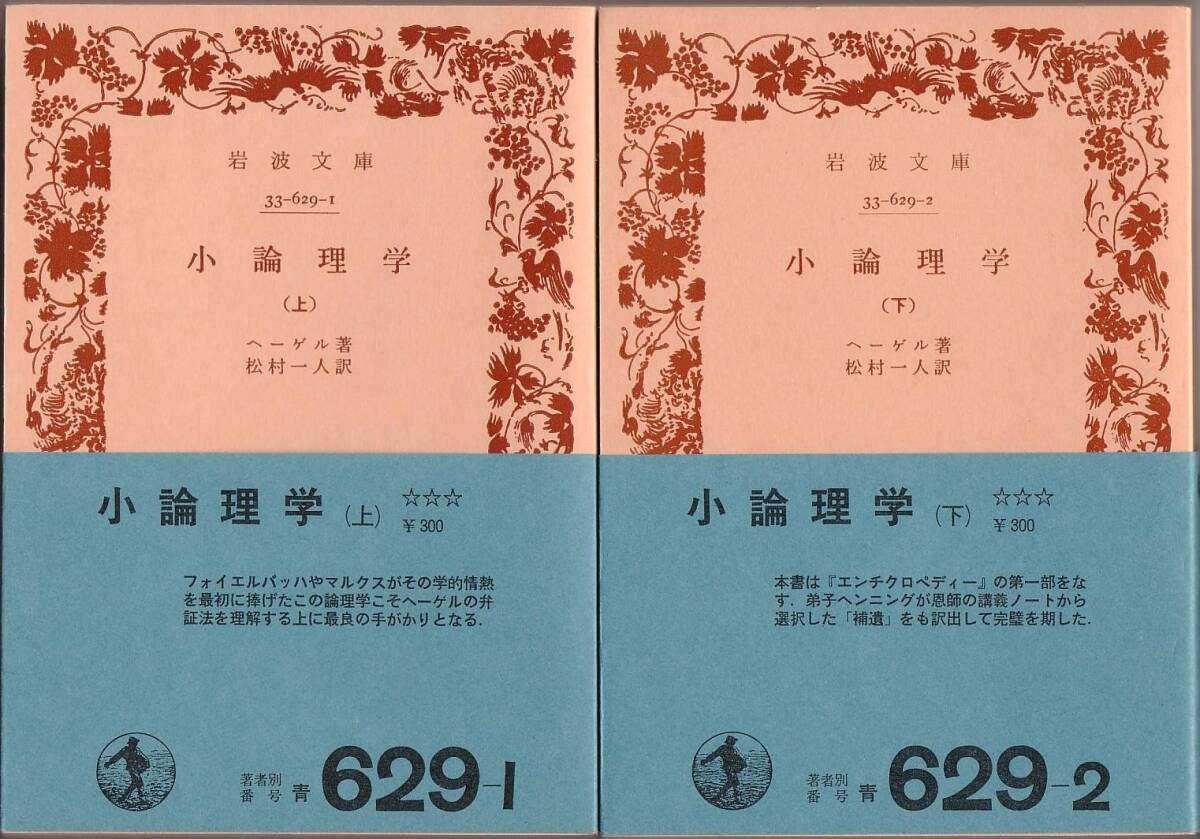 岩波文庫
33-629-1
小論理学
(上)
ヘーゲル著
松村一人訳
小論理学(上) ☆☆☆
¥300
フォイエルバッハやマルクスがその学的情熱
を最初に捧げたこの論理学こそヘーゲルの弁
証法を理解する上に最良の手がかりとなる.
著者別
番号 青 629-1
岩波文庫
33-629-2
小論理学
(下)
ヘーゲル著
松村一人訳
小論理学(下) ☆☆☆
¥300
本書は『エンチクロペディー』の第一部をな
す. 弟子ヘンニングが恩師の講義ノートから
選択した「補遺」をも訳出して完璧を期した.
著者別
番号 青 629-2